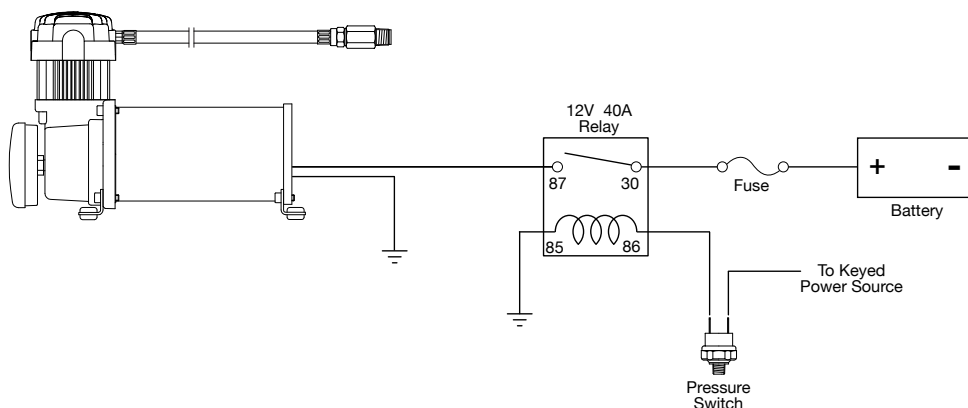 12V 40A
Relay
87 30
Fuse
+ -
Battery
85 86
To Keyed
Power Source
Pressure
Switch